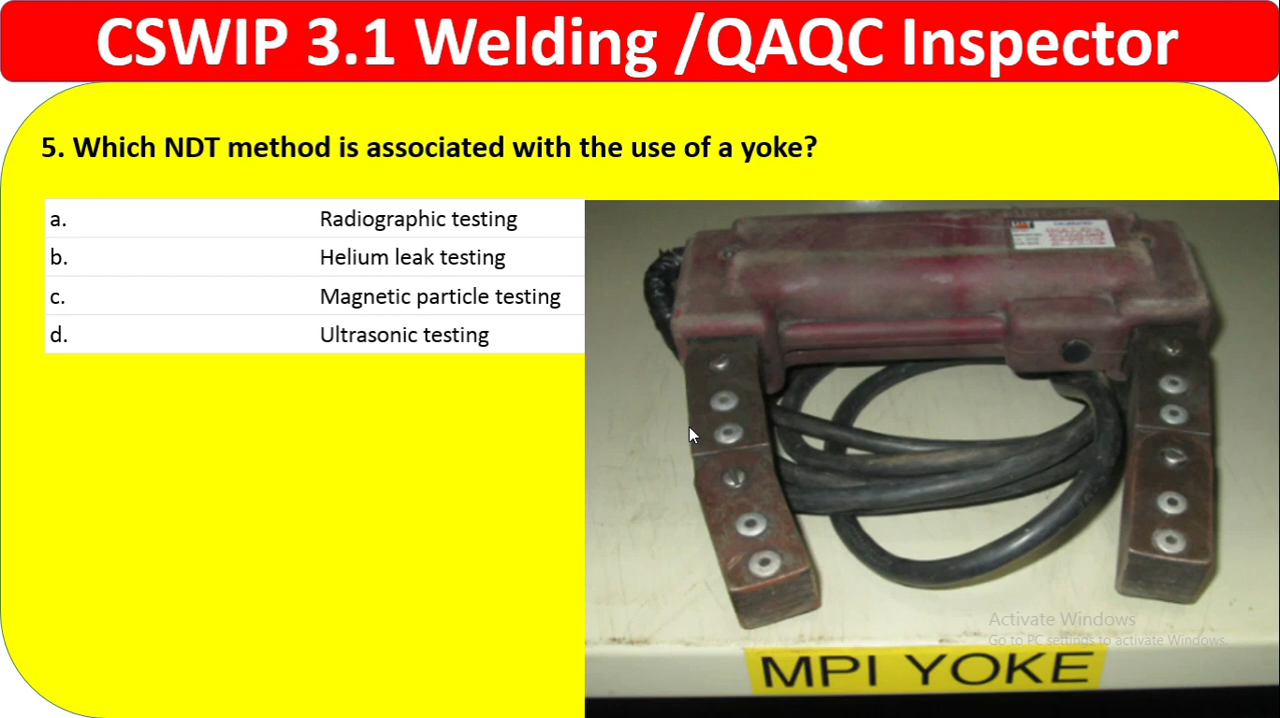 CSWIP 3.1 Welding /QAQC Inspector
5. Which NDT method is associated with the use of a yoke?
a. Radiographic testing
b. Helium leak testing
c. Magnetic particle testing
d. Ultrasonic testing
Activate Windows
Go to PC settings to activate Windows.
MPI YOKE